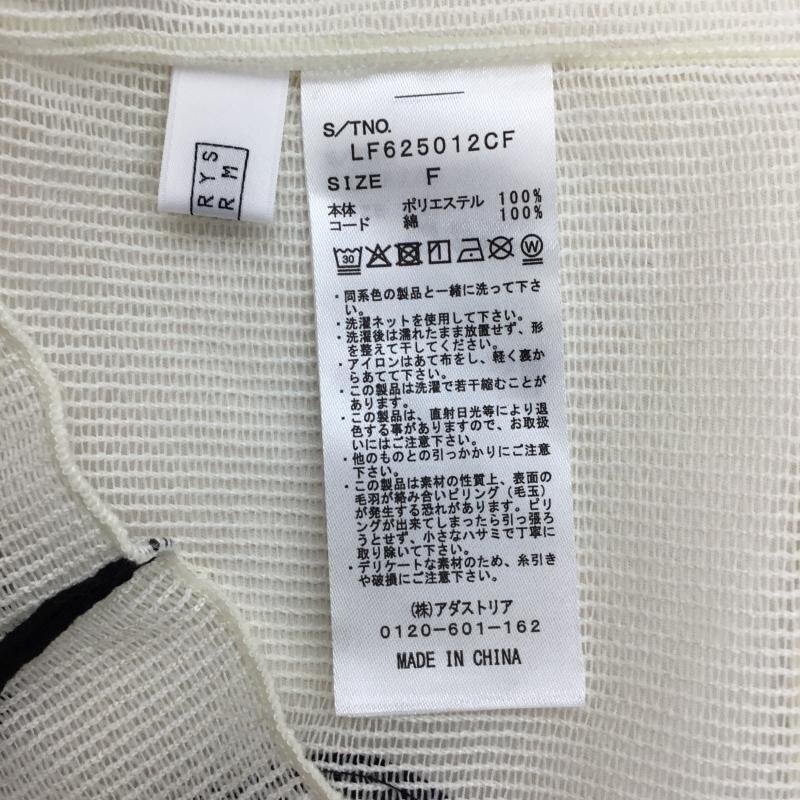 RYS
RM
S/TNO.
LF625012CF
SIZE F
本体 ポリエステル 100%
コード 綿 100%
30
W
・同系色の製品と一緒に洗って下さ
い。
・洗濯ネットを使用して下さい。
・洗濯後は濡れたまま放置せず、形
を整えて干してください。
・アイロンはあて布をし、軽く裏か
らあてて下さい。
・この製品は洗濯で若干縮むことが
あります。
・この製品は、直射日光等により退
色する事がありますので、お取扱
いにはご注意下さい。
・他のものとの引っかかりにご注意
下さい。
・この製品は素材の性質上、表面の
毛羽が絡み合いピリング（毛玉）
が発生する恐れがあります。ピリ
ングが出来てしまったら引っ張ろ
うとせず、小さなハサミで丁寧に
取り除いて下さい。
・デリケートな素材のため、糸引き
や破損にご注意下さい。
(株)アダストリア
0120-601-162
MADE IN CHINA